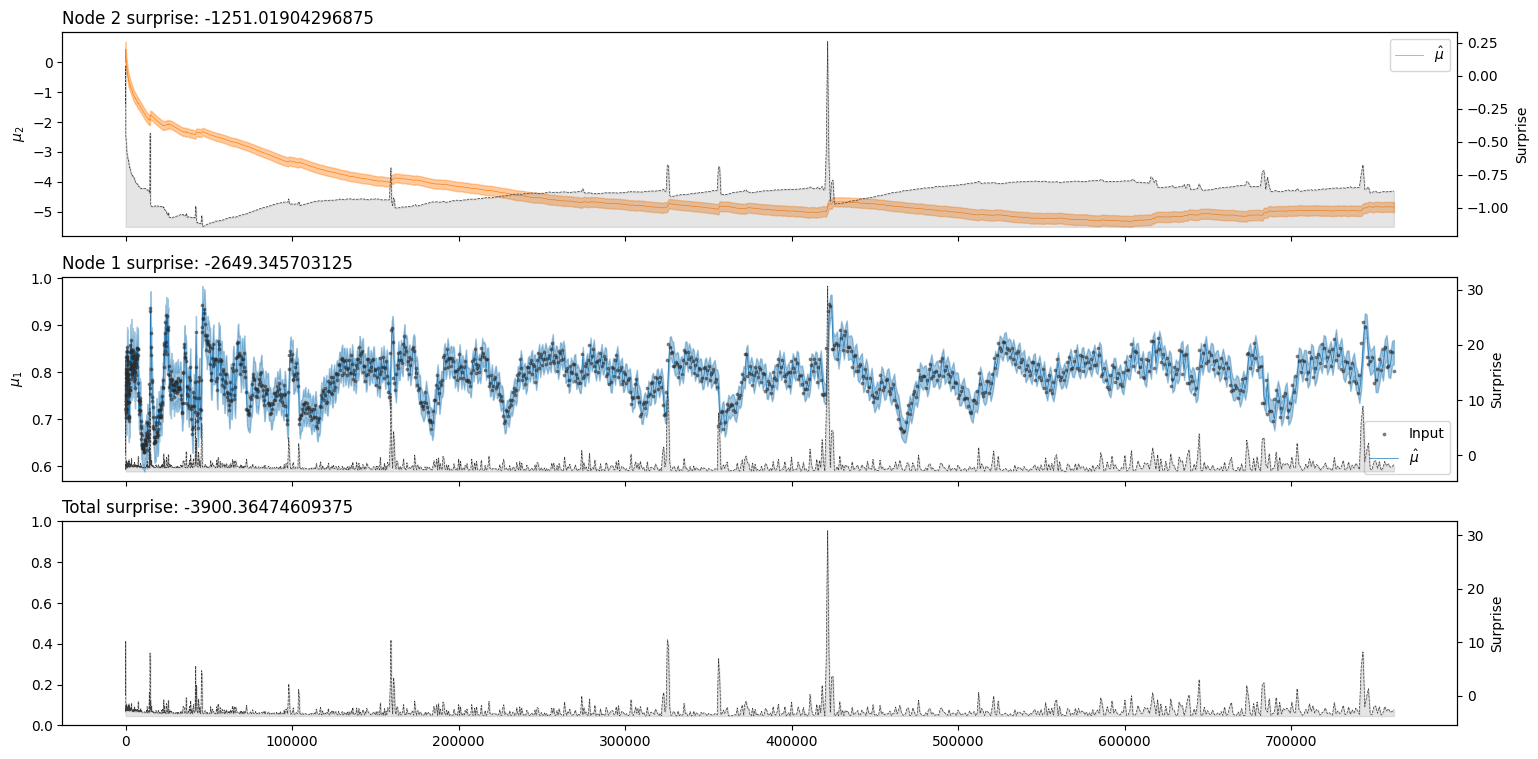 Node 2 surprise: -1251.01904296875
μ₂
0
−1
−2
−3
−4
−5
0.25
0.00
−0.25
−0.50
−0.75
−1.00
Surprise
μ̂
Node 1 surprise: -2649.345703125
μ₁
1.0
0.9
0.8
0.7
0.6
30
20
10
0
Surprise
Input
μ̂
Total surprise: -3900.36474609375
1.0
0.8
0.6
0.4
0.2
0.0
30
20
10
0
Surprise
0 100000 200000 300000 400000 500000 600000 700000